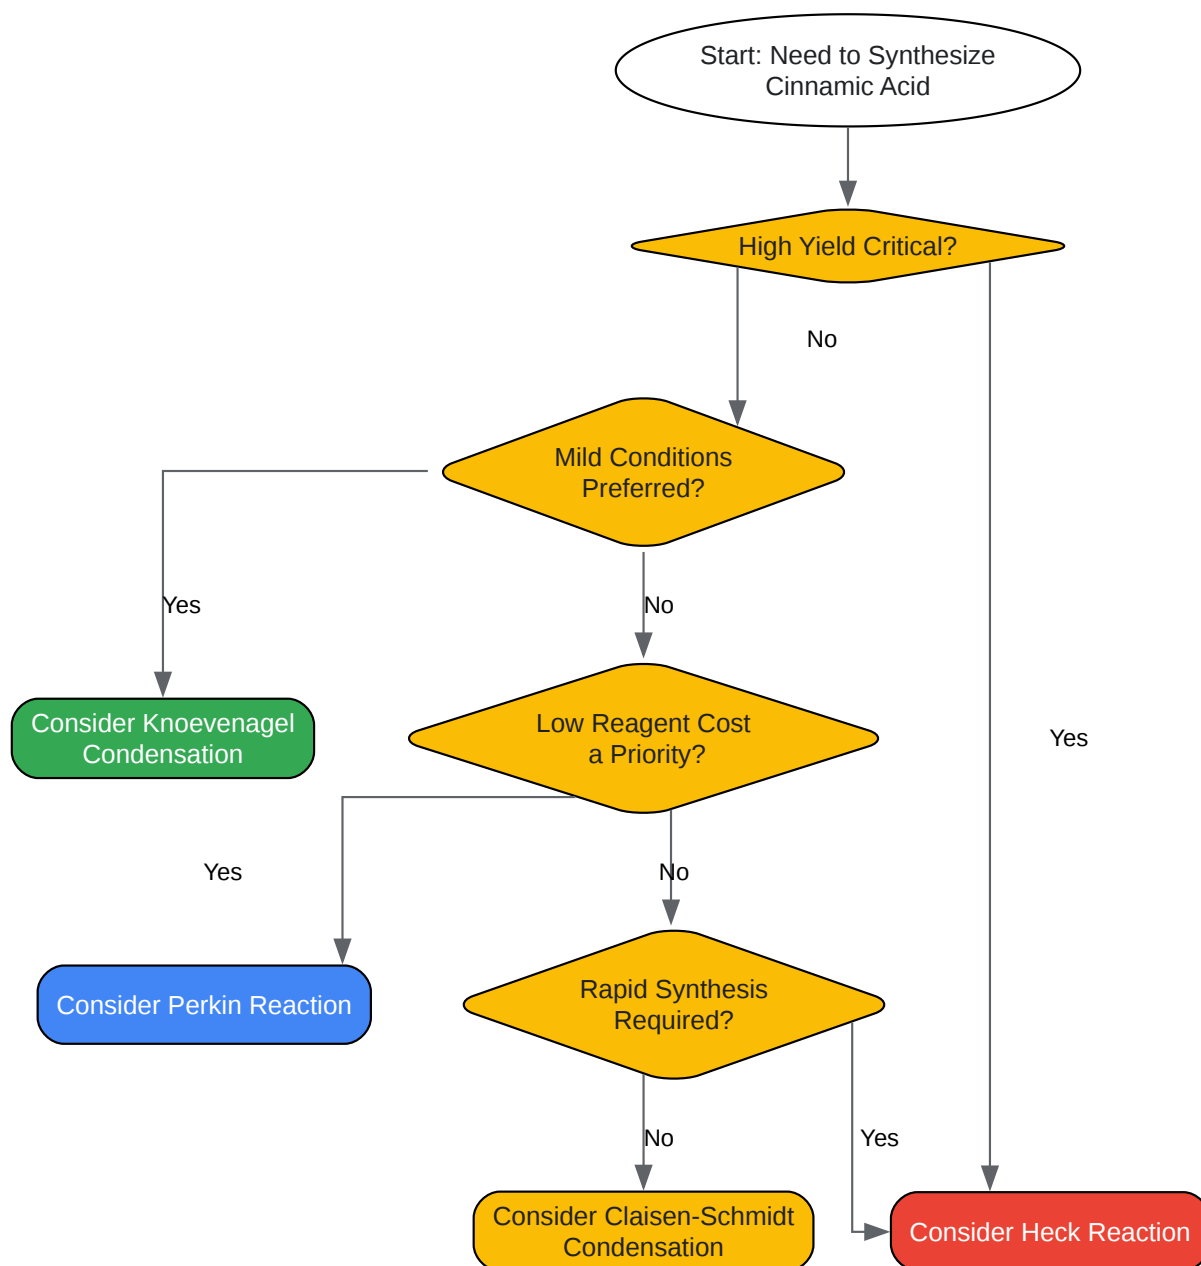 Start: Need to Synthesize
Cinnamic Acid
High Yield Critical?
No
Mild Conditions
Preferred?
Yes
No
Consider Knoevenagel
Condensation
Low Reagent Cost
a Priority?
Yes
Yes
No
Consider Perkin Reaction
Rapid Synthesis
Required?
No
Yes
Consider Claisen-Schmidt
Condensation
Consider Heck Reaction